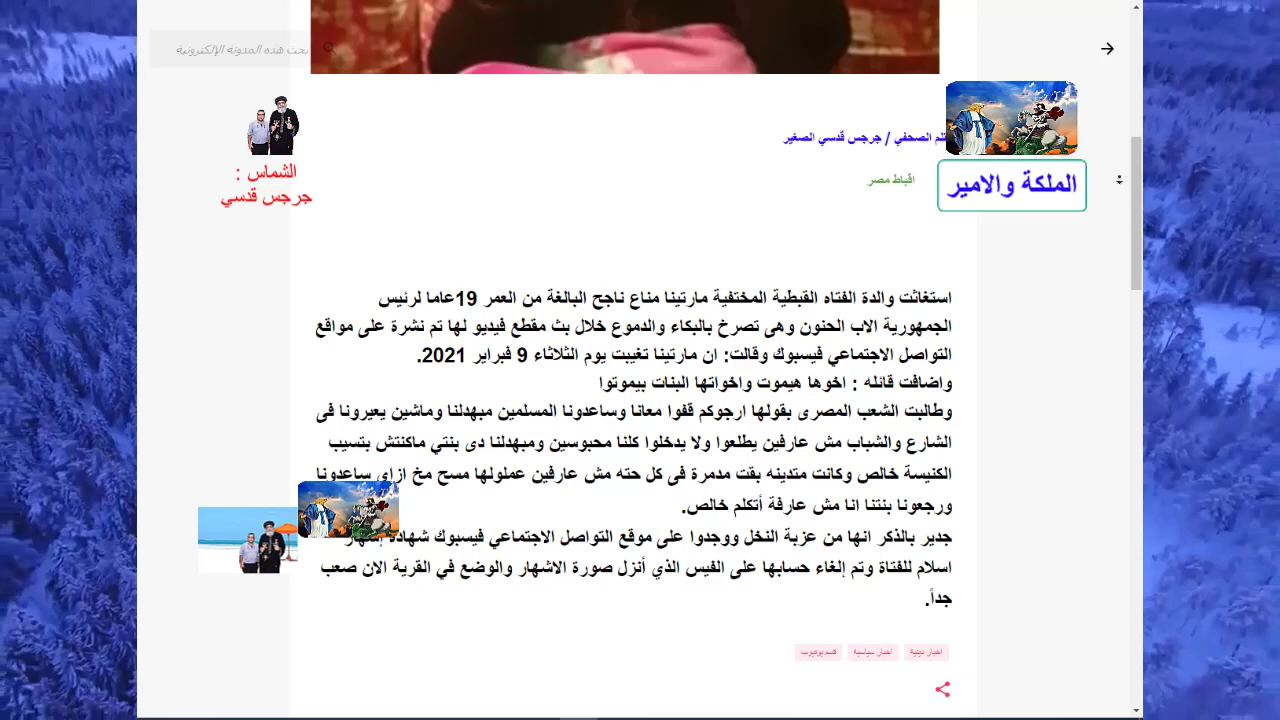 بحث هذه المدونة الإلكترونية
الصحفي / جرجس قدسي الصغير
اقباط مصر
الملكة والامير
الشماس :
جرجس قدسي
استغاثت والدة الفتاه القبطية المختفية مارتينا مناع ناجح البالغة من العمر 19عاما لرئيس
الجمهورية الاب الحنون وهى تصرخ بالبكاء والدموع خلال بث مقطع فيديو لها تم نشرة على مواقع
التواصل الاجتماعي فيسبوك وقالت: ان مارتينا تغيبت يوم الثلاثاء 9 فبراير 2021.
واضافت قائله : اخوها هيموت واخواتها البنات بيموتوا
وطالبت الشعب المصرى بقولها ارجوكم قفوا معانا وساعدونا المسلمين مبهدلنا وماشين يعيرونا فى
الشارع والشباب مش عارفين يطلعوا ولا يدخلوا كلنا محبوسين ومبهدلنا دى بنتي ماكنتش بتسيب
الكنيسة خالص وكانت متدينه بقت مدمرة فى كل حته مش عارفين عملولها مسح مخ ازاى ساعدونا
ورجعونا بنتنا انا مش عارفة أتكلم خالص.
جدير بالذكر انها من عزبة النخل ووجدوا على موقع التواصل الاجتماعي فيسبوك شهادة إشهار
اسلام للفتاة وتم إلغاء حسابها على الفيس الذي أنزل صورة الاشهار والوضع في القرية الان صعب
جداً.
اخبار دينية
اخبار سياسية
قسم يوتيوب